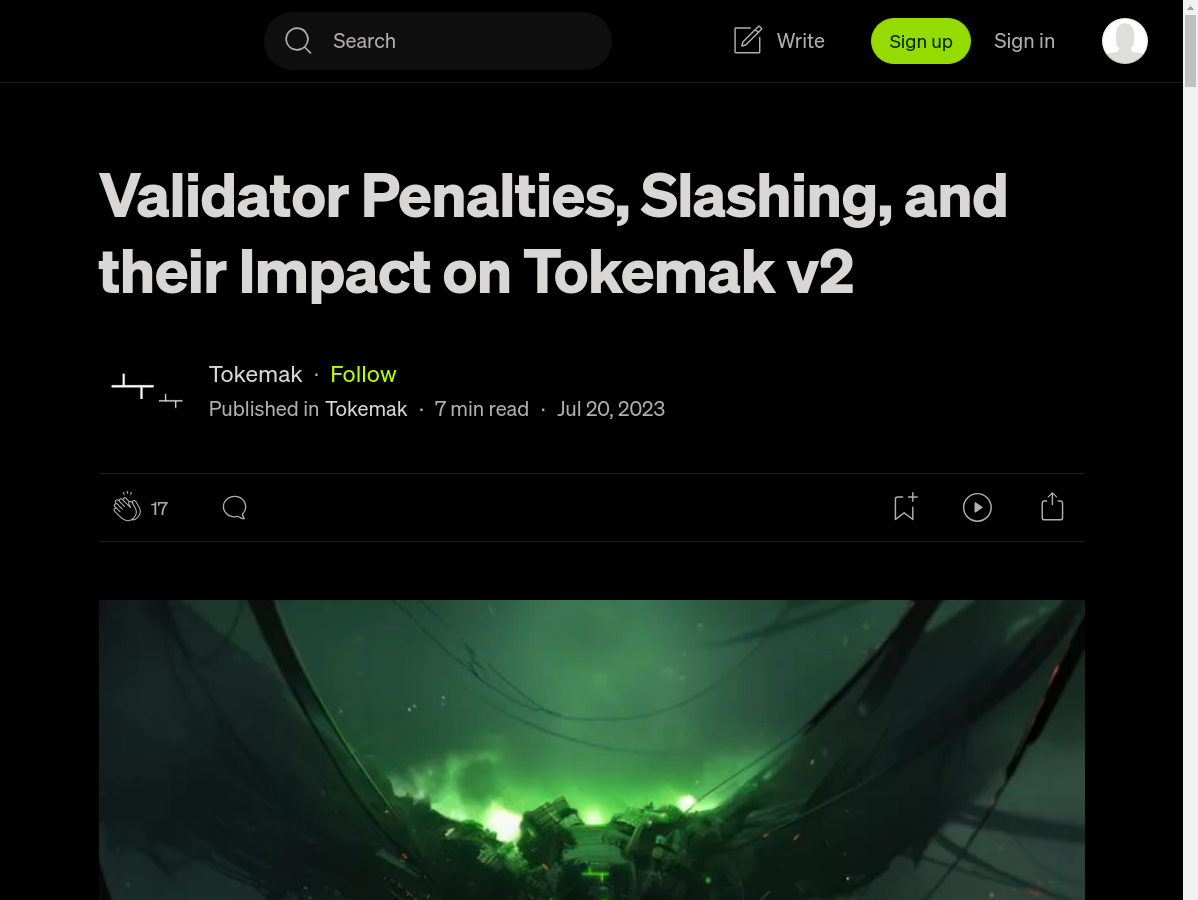 Search
Write
Sign up
Sign in
Validator Penalties, Slashing, and
their Impact on Tokemak v2
Tokemak · Follow
Published in Tokemak · 7 min read · Jul 20, 2023
17